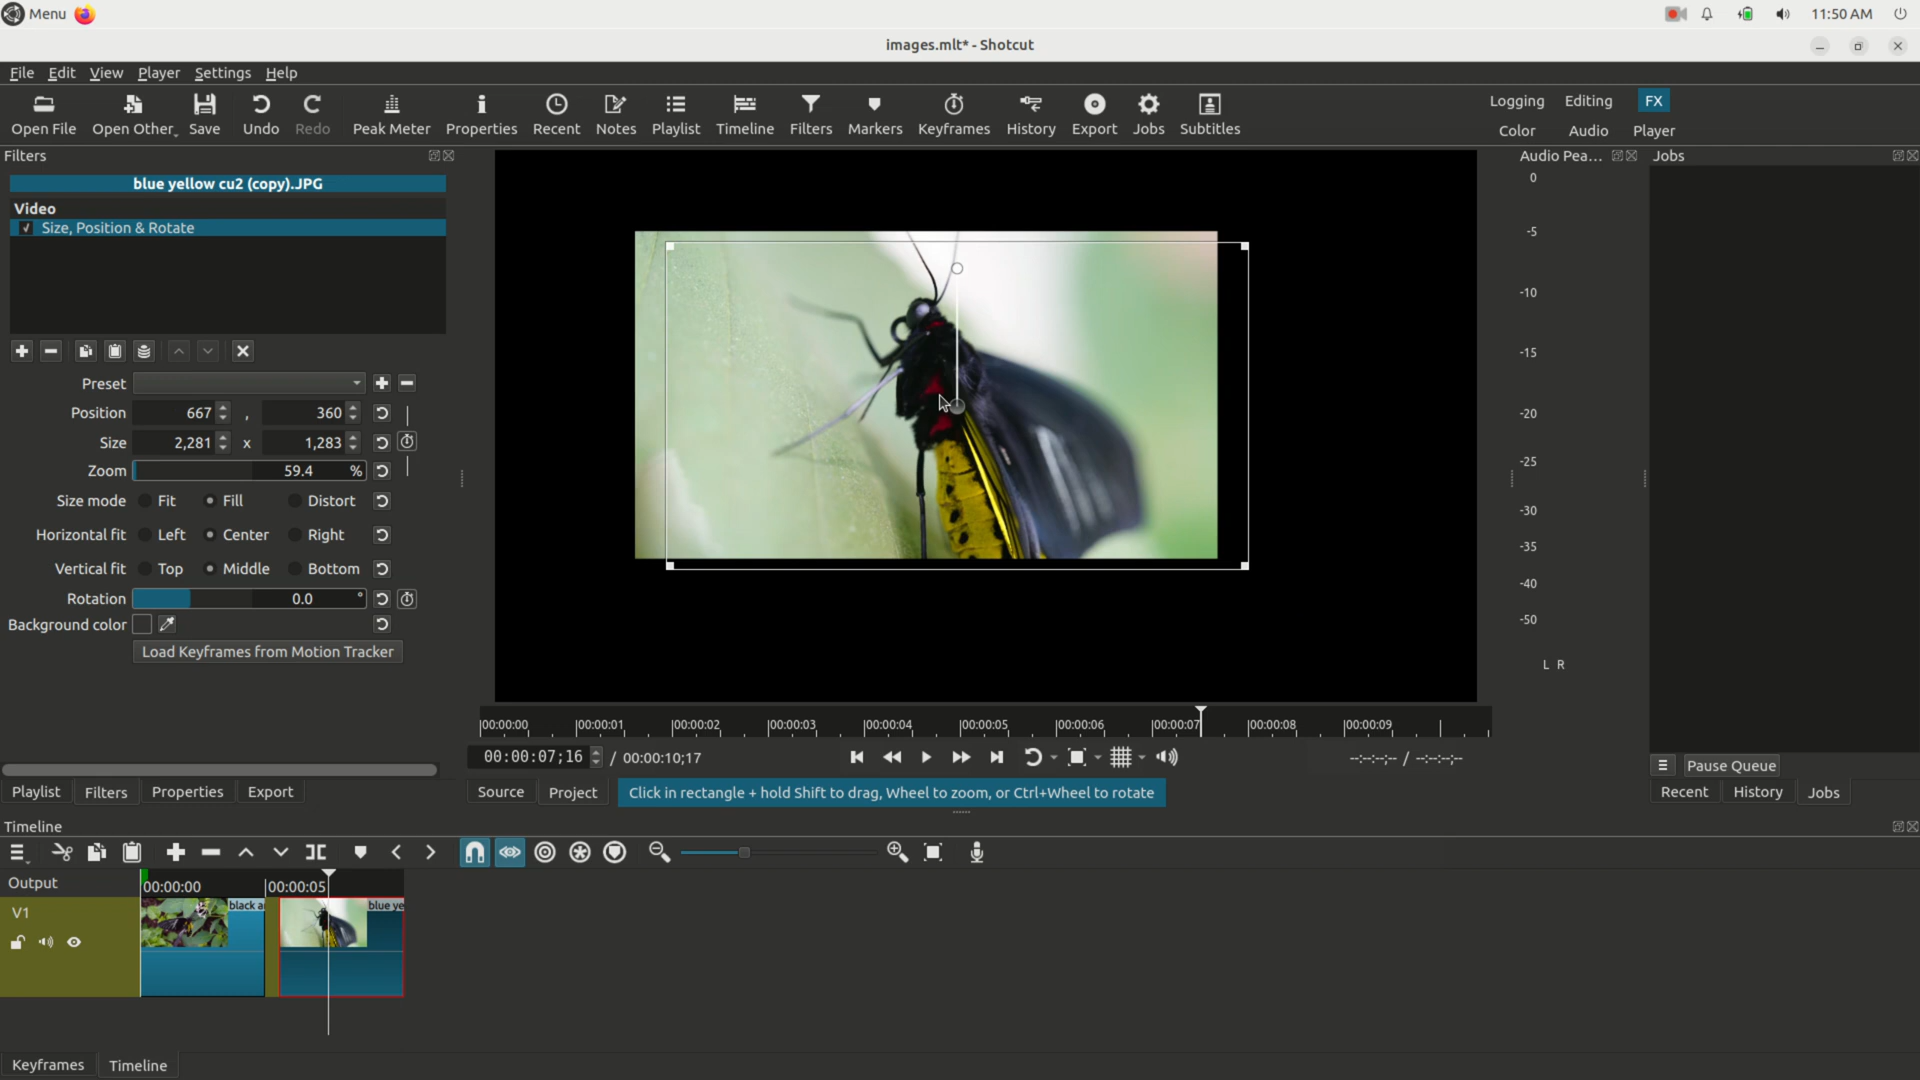 Menu
11:50 AM
images.mlt* - Shotcut
File Edit View Player Settings Help
Open File Open Other Save Undo Redo Peak Meter Properties Recent Notes Playlist Timeline Filters Markers Keyframes History Export Jobs Subtitles
Logging Editing FX
Color Audio Player
Filters
Audio Pea...
Jobs
blue yellow cu2 (copy).JPG
Video
Size, Position & Rotate
Preset
Position 667 , 360
Size 2,281 x 1,283
Zoom 59.4 %
Size mode Fit Fill Distort
Horizontal fit Left Center Right
Vertical fit Top Middle Bottom
Rotation 0.0 °
Background color
Load Keyframes from Motion Tracker
0
-5
-10
-15
-20
-25
-30
-35
-40
-50
L R
00:00:00 00:00:01 00:00:02 00:00:03 00:00:04 00:00:05 00:00:06 00:00:07 00:00:08 00:00:09
00:00:07;16 / 00:00:10;17
--:--:--;-- / --:--:--;--
Pause Queue
Playlist Filters Properties Export
Source Project Click in rectangle + hold Shift to drag, Wheel to zoom, or Ctrl+Wheel to rotate
Recent History Jobs
Timeline
Output 00:00:00 00:00:05
V1 black a blue ye
Keyframes Timeline